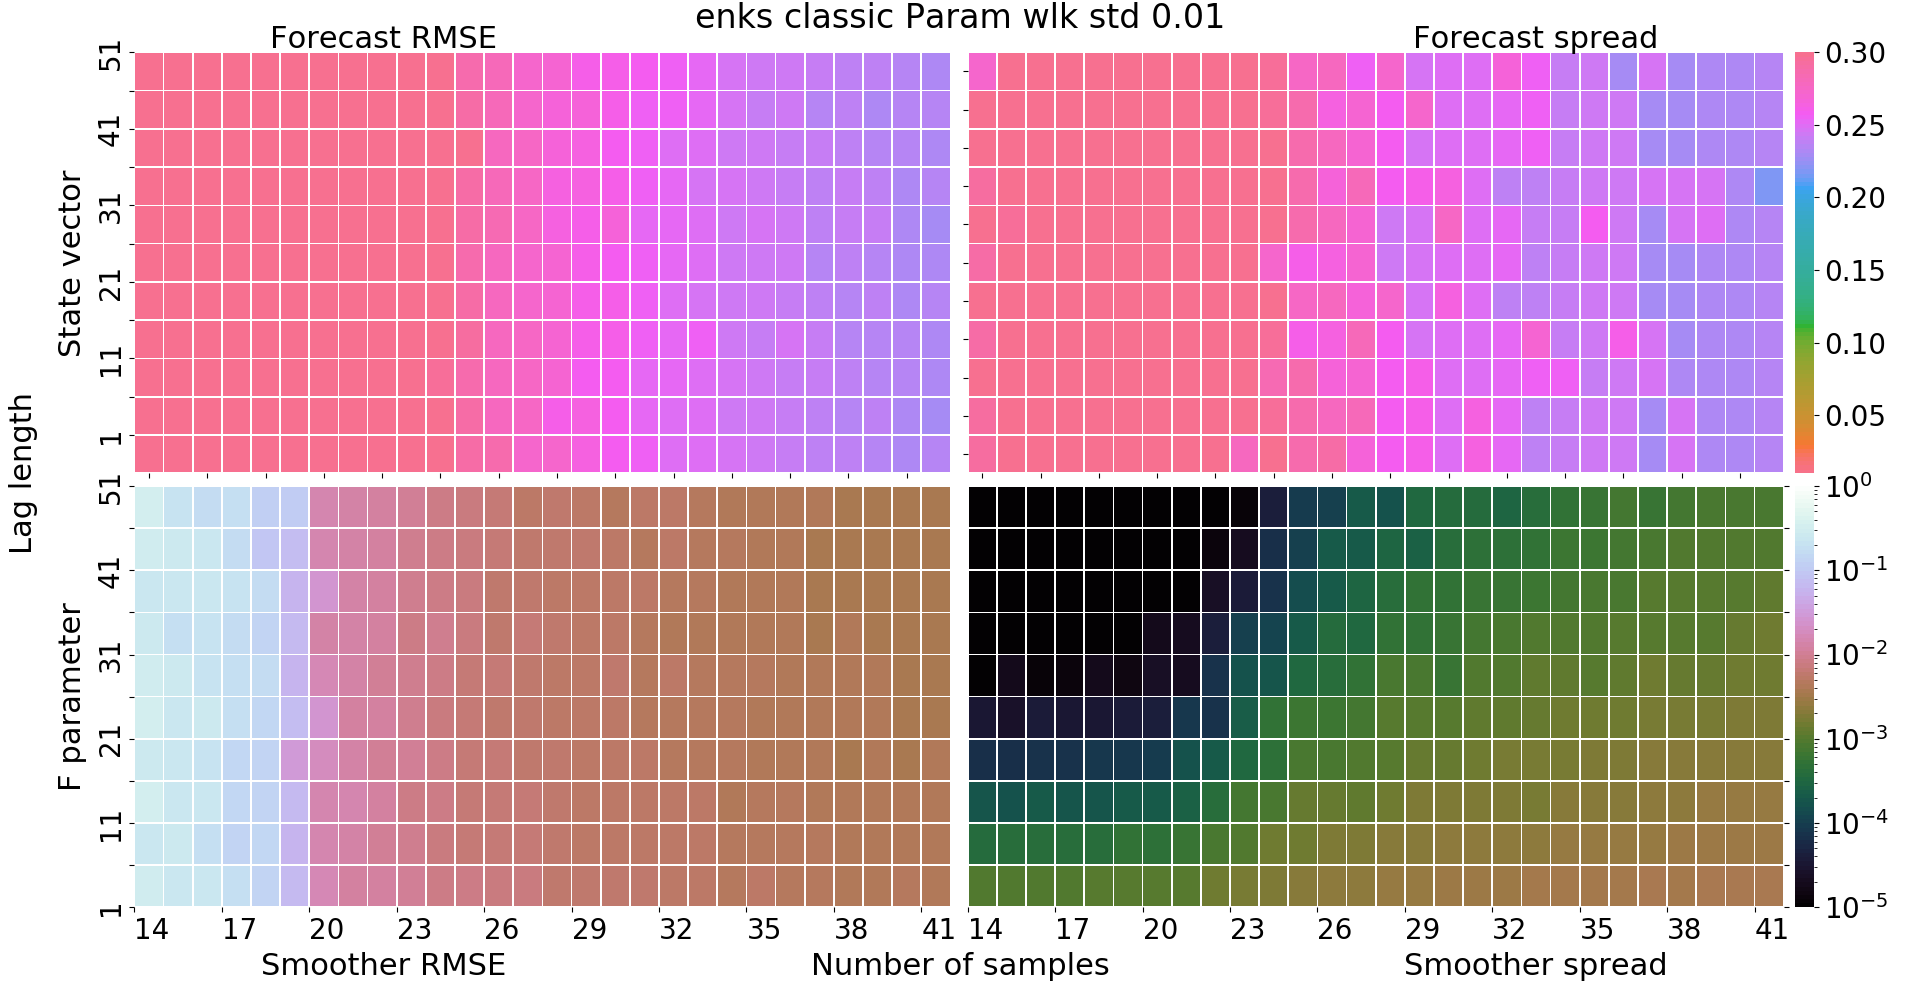 enks classic Param wlk std 0.01
Forecast RMSE
Forecast spread
Lag length
State vector
51
41
31
21
11
1
0.30
0.25
0.20
0.15
0.10
0.05
F parameter
51
41
31
21
11
1
10^0
10^-1
10^-2
10^-3
10^-4
10^-5
14 17 20 23 26 29 32 35 38 41
14 17 20 23 26 29 32 35 38 41
Smoother RMSE
Number of samples
Smoother spread